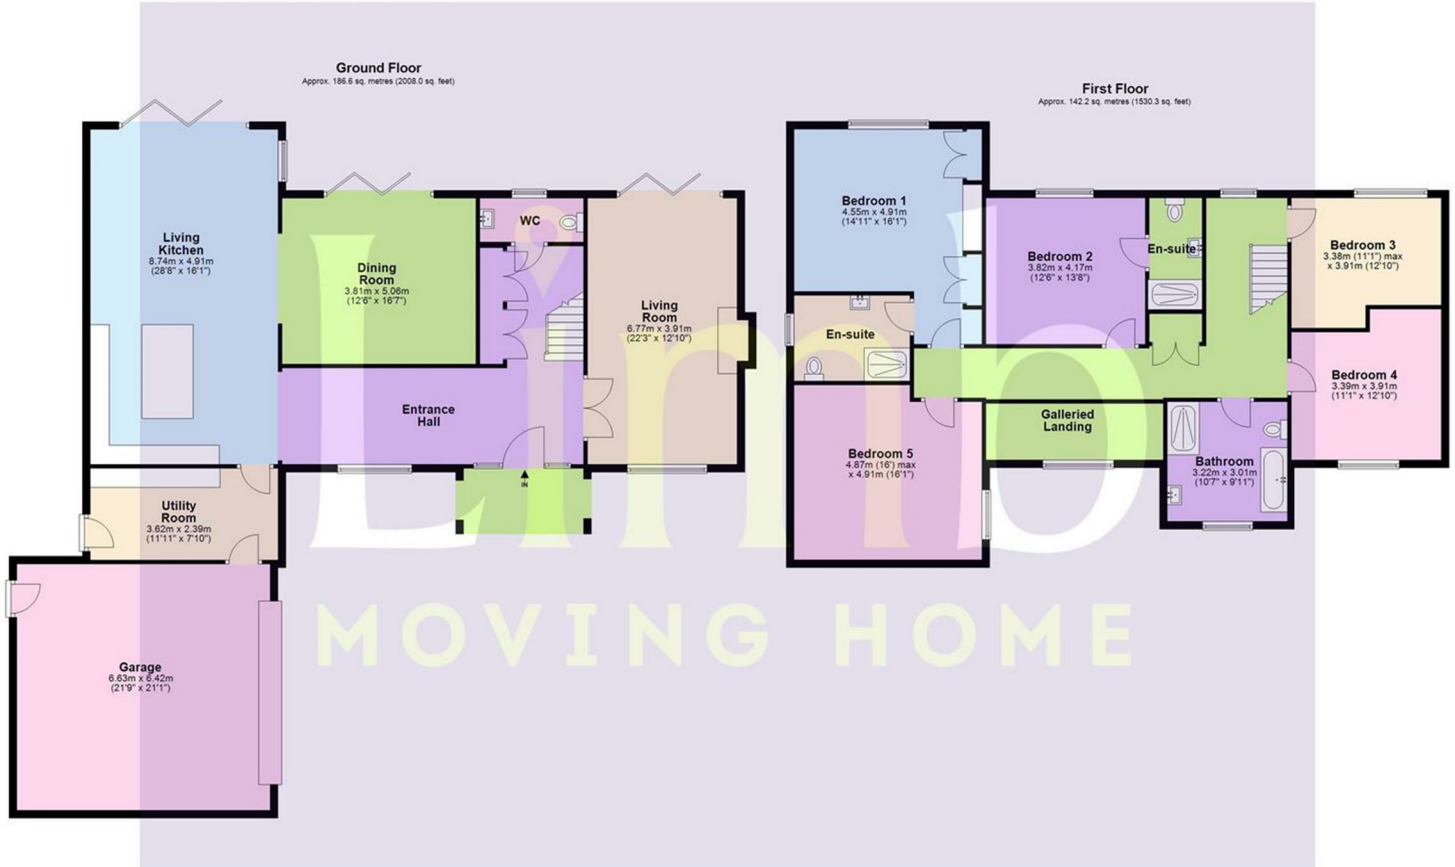 Ground Floor
Approx. 186.6 sq. metres (2008.0 sq. feet)
Living
Kitchen
8.74m x 4.91m
(28'8" x 16'1")
Dining
Room
3.81m x 5.06m
(12'6" x 16'7")
WC
Living
Room
6.77m x 3.91m
(22'3" x 12'10")
Entrance
Hall
IN
Utility
Room
3.62m x 2.39m
(11'11" x 7'10")
Garage
6.63m x 6.42m
(21'9" x 21'1")
First Floor
Approx. 142.2 sq. metres (1530.3 sq. feet)
Bedroom 1
4.55m x 4.91m
(14'11" x 16'1")
Bedroom 2
3.82m x 4.17m
(12'6" x 13'8")
En-suite
Bedroom 3
3.38m (11'1") max
x 3.91m (12'10")
En-suite
Bedroom 4
3.39m x 3.91m
(11'1" x 12'10")
Galleried
Landing
Bedroom 5
4.87m (16') max
x 4.91m (16'1")
Bathroom
3.22m x 3.01m
(10'7" x 9'11")
Limb
MOVING HOME